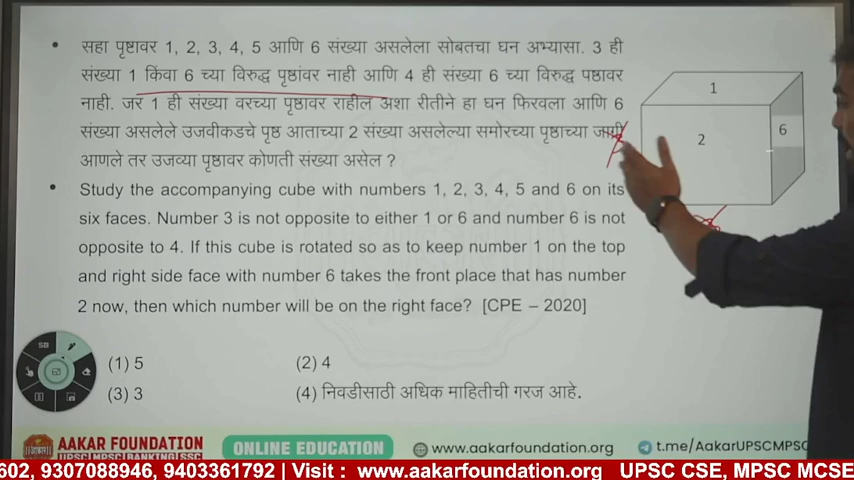 सहा पृष्टावर 1, 2, 3, 4, 5 आणि 6 संख्या असलेला सोबतचा घन अभ्यासा. 3 ही
संख्या 1 किंवा 6 च्या विरुद्ध पृष्ठांवर नाही आणि 4 ही संख्या 6 च्या विरुद्ध पष्ठावर
नाही. जर 1 ही संख्या वरच्या पृष्ठावर राहील अशा रीतीने हा घन फिरवला आणि 6
संख्या असलेले उजवीकडचे पृष्ठ आताच्या 2 संख्या असलेल्या समोरच्या पृष्ठाच्या जागी
आणले तर उजव्या पृष्ठावर कोणती संख्या असेल ?
Study the accompanying cube with numbers 1, 2, 3, 4, 5 and 6 on its
six faces. Number 3 is not opposite to either 1 or 6 and number 6 is not
opposite to 4. If this cube is rotated so as to keep number 1 on the top
and right side face with number 6 takes the front place that has number
2 now, then which number will be on the right face? [CPE – 2020]
(1) 5 (2) 4
(3) 3 (4) निवडीसाठी अधिक माहितीची गरज आहे.
1
2
6
SB
AAKAR FOUNDATION
UPSC MPSC BANKING SSC
ONLINE EDUCATION
www.aakarfoundation.org
t.me/AakarUPSCMPSC
602, 9307088946, 9403361792 | Visit : www.aakarfoundation.org UPSC CSE, MPSC MCSE